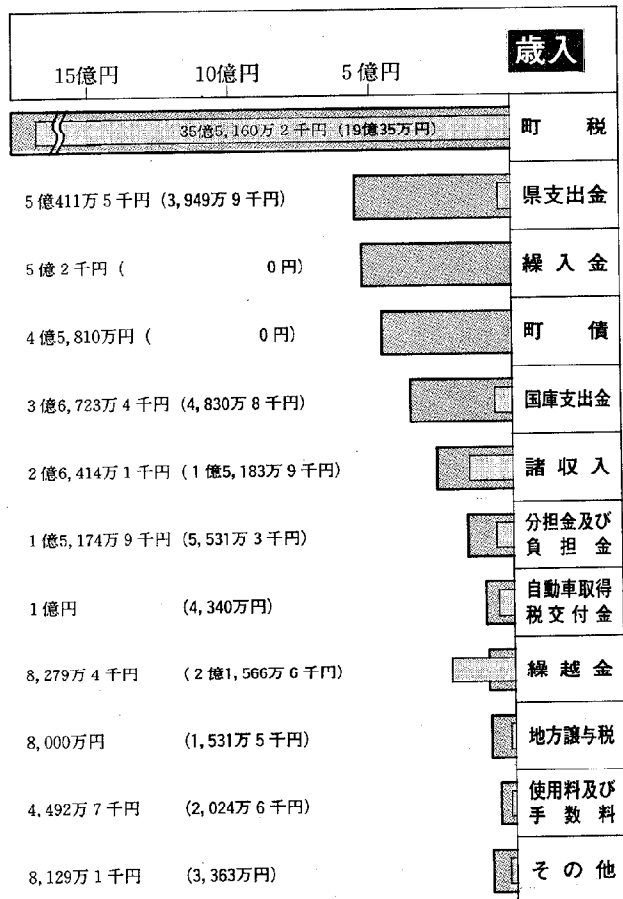 歳入
15億円 10億円 5億円
35億5,160万2千円 (19億35万円) 町税
5億411万5千円 (3,949万9千円) 県支出金
5億2千円 ( 0円) 繰入金
4億5,810万円 ( 0円) 町債
3億6,723万4千円 (4,830万8千円) 国庫支出金
2億6,414万1千円 (1億5,183万9千円) 諸収入
1億5,174万9千円 (5,531万3千円) 分担金及び
負担金
1億円 (4,340万円) 自動車取得
税交付金
8,279万4千円 (2億1,566万6千円) 繰越金
8,000万円 (1,531万5千円) 地方譲与税
4,492万7千円 (2,024万6千円) 使用料及び
手数料
8,129万1千円 (3,363万円) その他